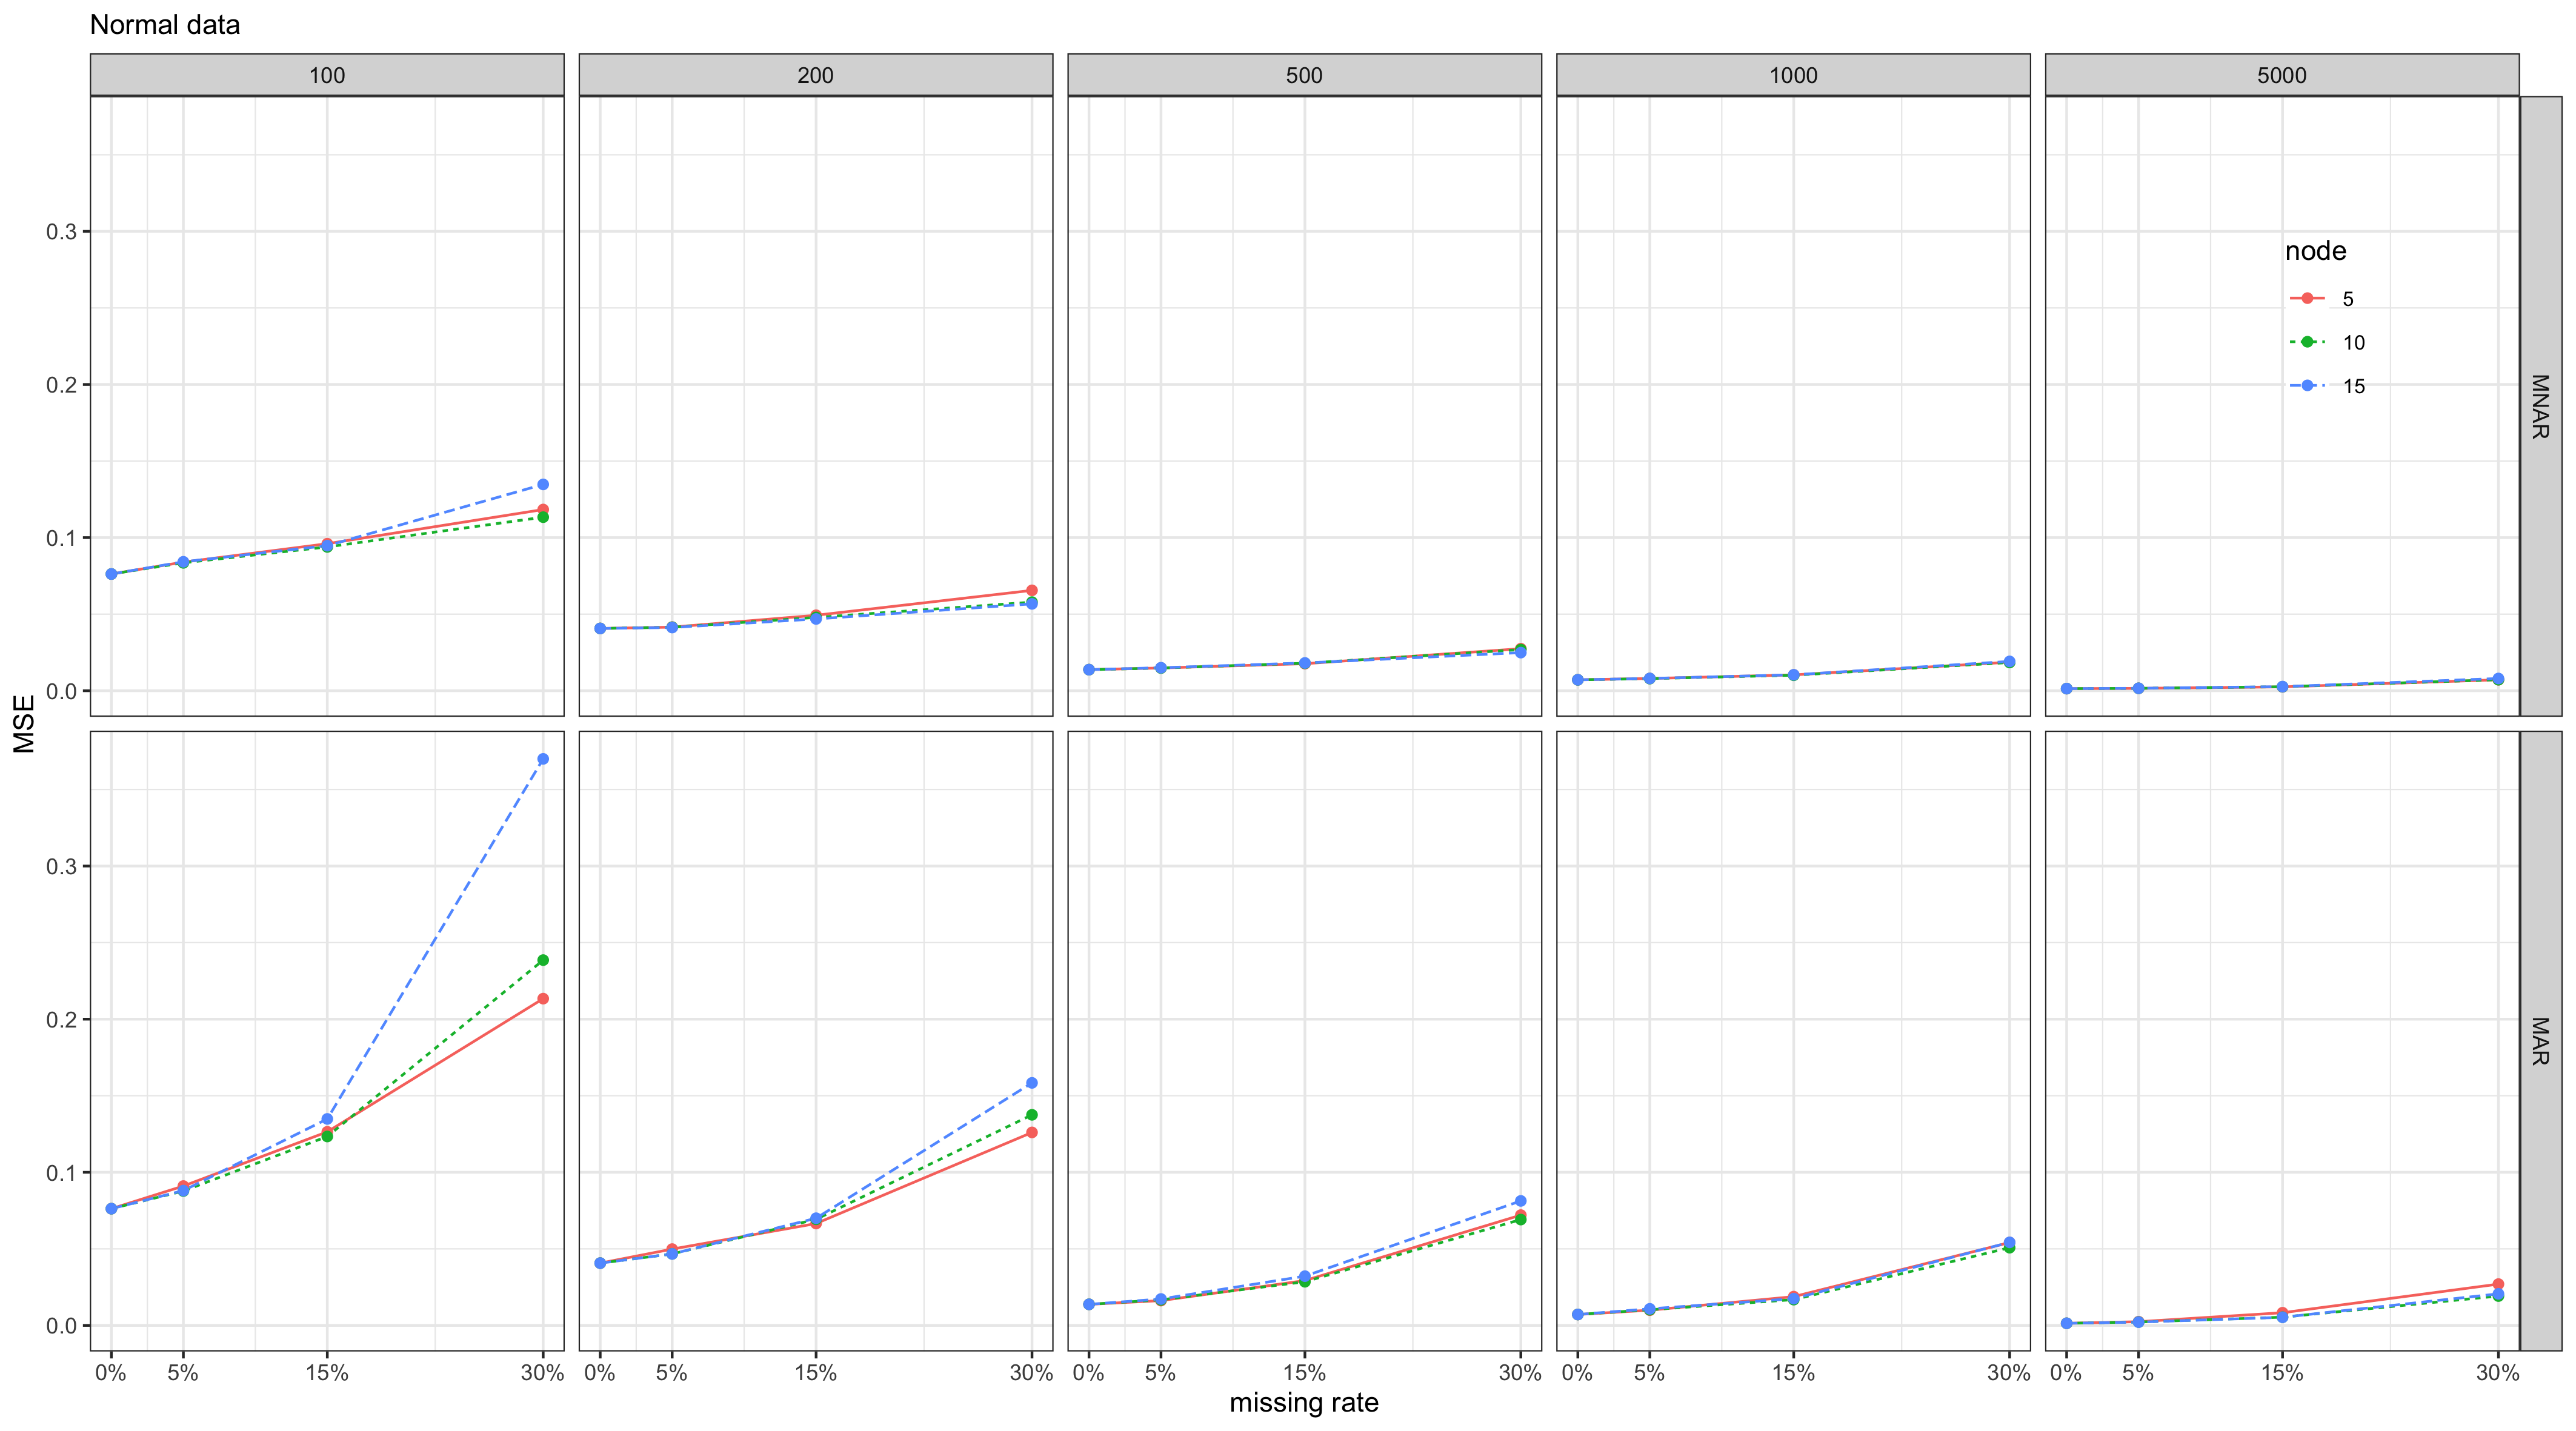 Normal data
100 200 500 1000 5000
0.3
0.2
0.1
0.0
node
5
10
15
MNAR
MSE
0.3
0.2
0.1
0.0
MAR
0% 5% 15% 30% 0% 5% 15% 30% 0% 5% 15% 30% 0% 5% 15% 30% 0% 5% 15% 30%
missing rate